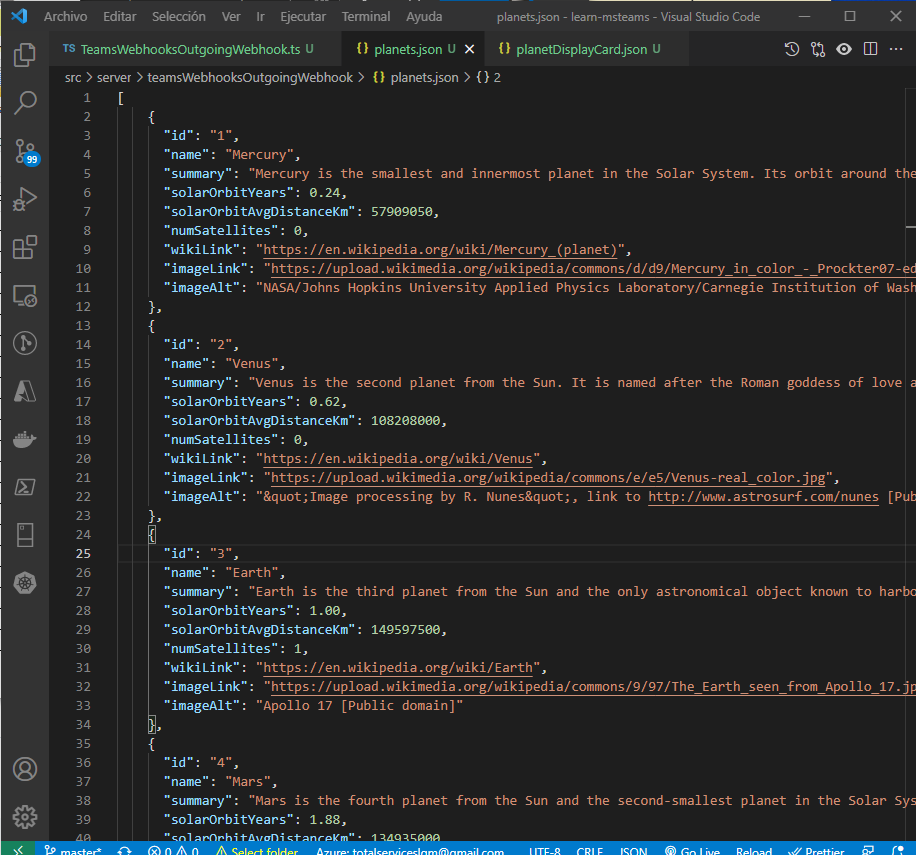 Archivo Editar Selección Ver Ir Ejecutar Terminal Ayuda planets.json - learn-msteams - Visual Studio Code
TS TeamsWebhooksOutgoingWebhook.ts U {} planets.json U {} planetDisplayCard.json U
src > server > teamsWebhooksOutgoingWebhook > {} planets.json > {} 2
1 [
2 {
3 "id": "1",
4 "name": "Mercury",
5 "summary": "Mercury is the smallest and innermost planet in the Solar System. Its orbit around the
6 "solarOrbitYears": 0.24,
7 "solarOrbitAvgDistanceKm": 57909050,
8 "numSatellites": 0,
9 "wikiLink": "https://en.wikipedia.org/wiki/Mercury_(planet)",
10 "imageLink": "https://upload.wikimedia.org/wikipedia/commons/d/d9/Mercury_in_color_-_Prockter07-ed
11 "imageAlt": "NASA/Johns Hopkins University Applied Physics Laboratory/Carnegie Institution of Wash
12 },
13 {
14 "id": "2",
15 "name": "Venus",
16 "summary": "Venus is the second planet from the Sun. It is named after the Roman goddess of love a
17 "solarOrbitYears": 0.62,
18 "solarOrbitAvgDistanceKm": 108208000,
19 "numSatellites": 0,
20 "wikiLink": "https://en.wikipedia.org/wiki/Venus",
21 "imageLink": "https://upload.wikimedia.org/wikipedia/commons/e/e5/Venus-real_color.jpg",
22 "imageAlt": "&quot;Image processing by R. Nunes&quot;, link to http://www.astrosurf.com/nunes [Pub
23 },
24 {
25 "id": "3",
26 "name": "Earth",
27 "summary": "Earth is the third planet from the Sun and the only astronomical object known to harbo
28 "solarOrbitYears": 1.00,
29 "solarOrbitAvgDistanceKm": 149597500,
30 "numSatellites": 1,
31 "wikiLink": "https://en.wikipedia.org/wiki/Earth",
32 "imageLink": "https://upload.wikimedia.org/wikipedia/commons/9/97/The_Earth_seen_from_Apollo_17.jp
33 "imageAlt": "Apollo 17 [Public domain]"
34 },
35 {
36 "id": "4",
37 "name": "Mars",
38 "summary": "Mars is the fourth planet from the Sun and the second-smallest planet in the Solar Sys
39 "solarOrbitYears": 1.88,
40 "solarOrbitAvgDistanceKm": 134935000,
99
master* 0 0 Select folder Azure: totalserviceslqm@gmail.com UTF-8 CRLF JSON Go Live Reload Prettier